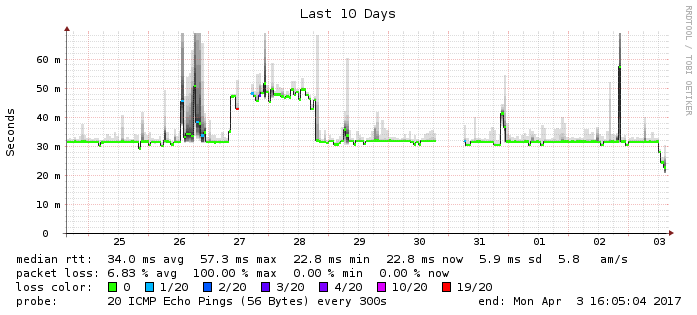 Last 10 Days
RRDTOOL / TOBI OETIKER
Seconds
60 m
50 m
40 m
30 m
20 m
10 m
0
25 26 27 28 29 30 31 01 02 03
median rtt: 34.0 ms avg 57.3 ms max 22.8 ms min 22.8 ms now 5.9 ms sd 5.8 am/s
packet loss: 6.83 % avg 100.00 % max 0.00 % min 0.00 % now
loss color: 0 1/20 2/20 3/20 4/20 10/20 19/20
probe: 20 ICMP Echo Pings (56 Bytes) every 300s end: Mon Apr 3 16:05:04 2017